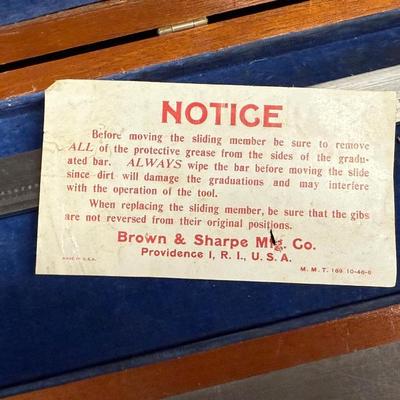 NOTICE
Before moving the sliding member be sure to remove
ALL of the protective grease from the sides of the gradu-
ated bar. ALWAYS wipe the bar before moving the slide
since dirt will damage the graduations and may interfere
with the operation of the tool.
When replacing the sliding member, be sure that the gibs
are not reversed from their original positions.
Brown & Sharpe Mfg. Co.
Providence 1, R. I., U. S. A.
MADE IN U.S.A.
M. M. T. 169 10-46-6